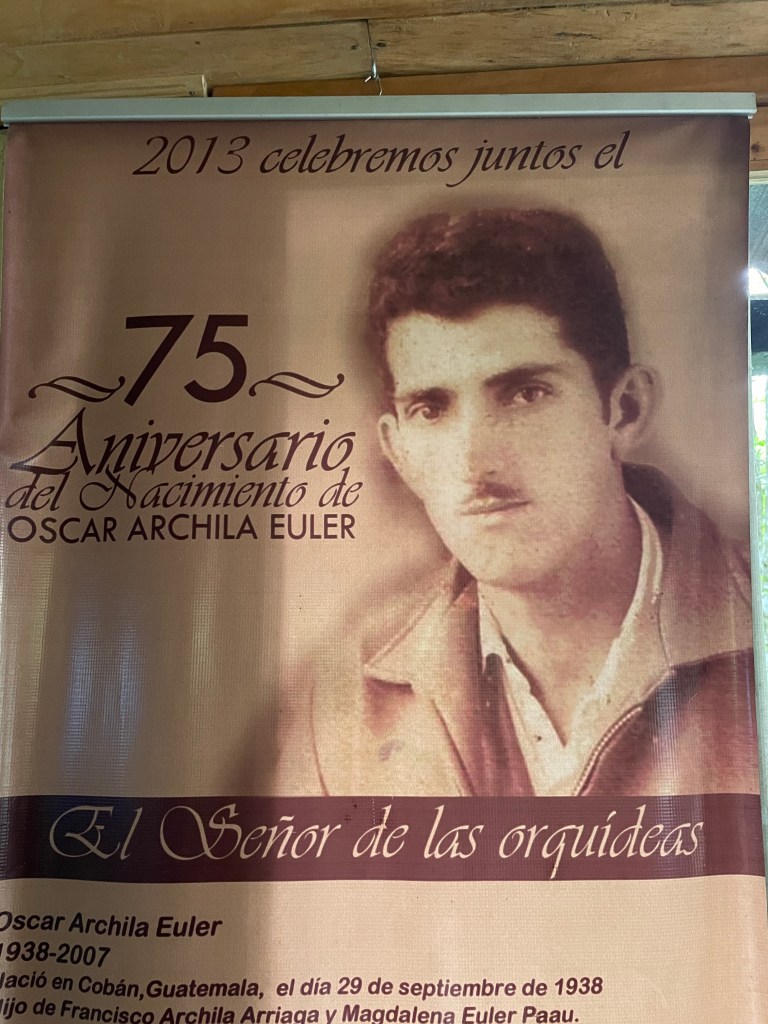 2013 celebremos juntos el
75
Aniversario
del Nacimiento de
OSCAR ARCHILA EULER
El Señor de las orquídeas
Oscar Archila Euler
1938-2007
Nació en Cobán,Guatemala, el día 29 de septiembre de 1938
Hijo de Francisco Archila Arriaga y Magdalena Euler Paau.